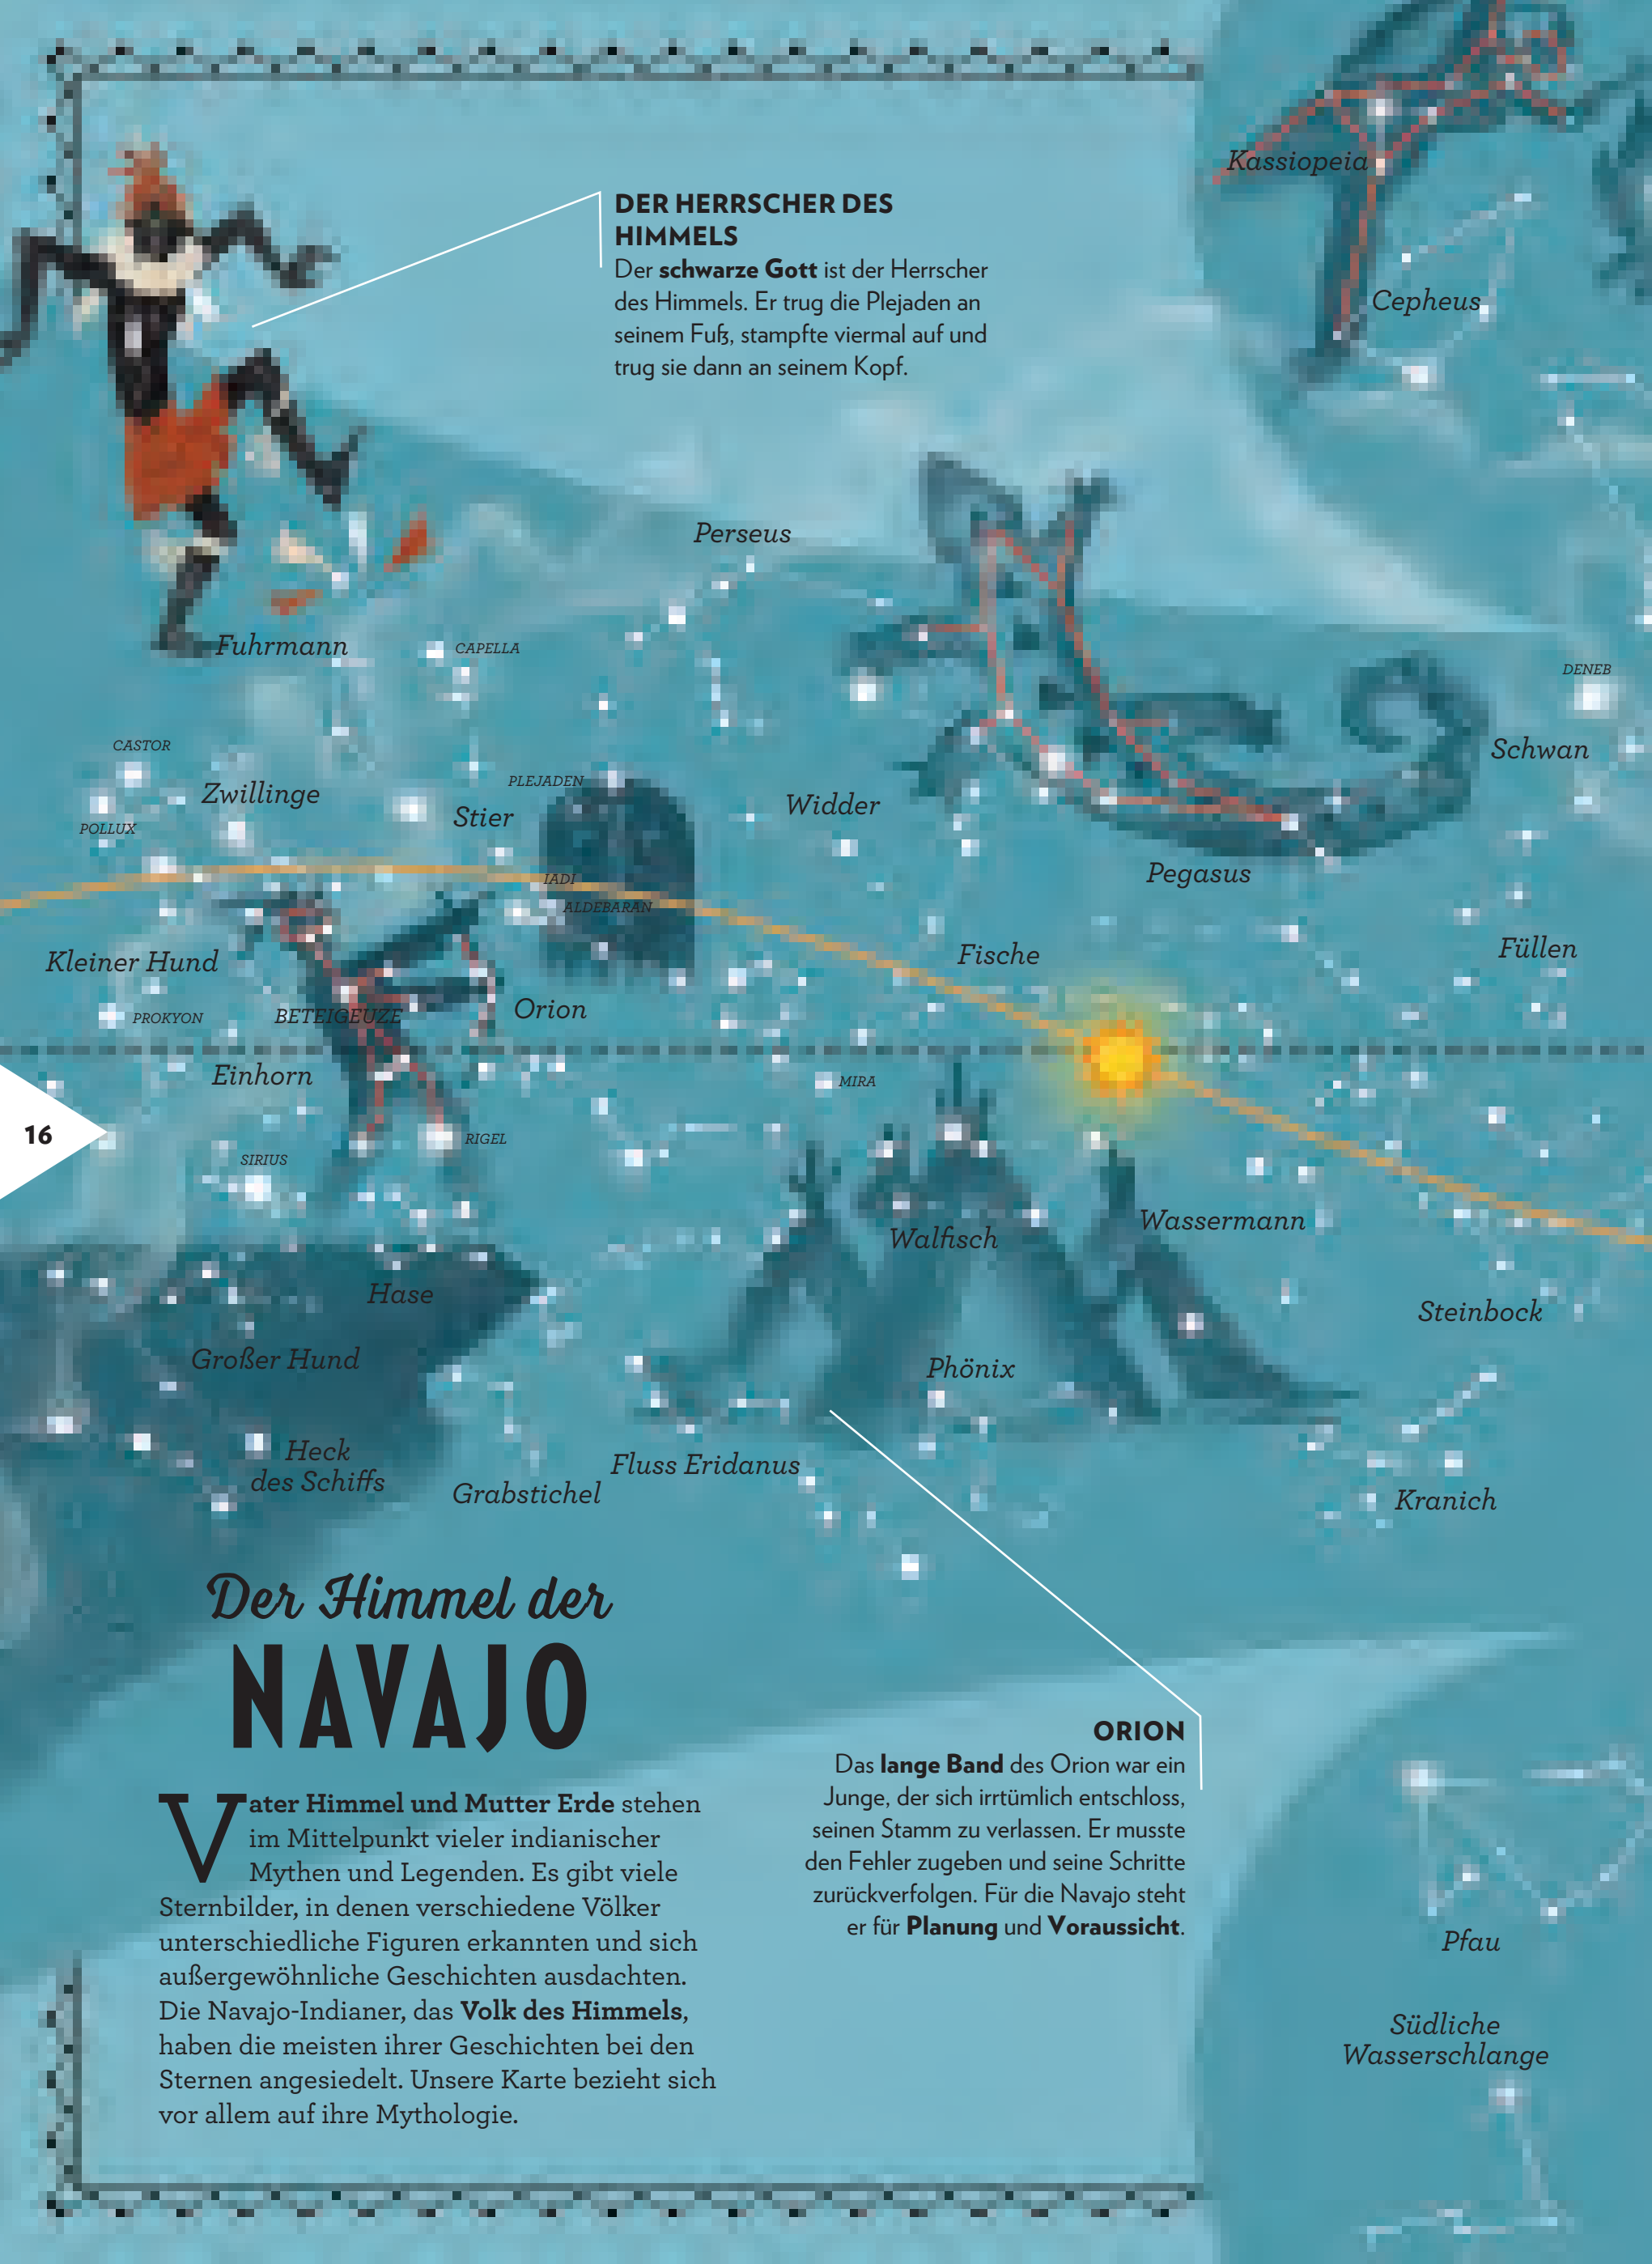 Kassiopeia
DER HERRSCHER DES
HIMMELS
Der schwarze Gott ist der Herrscher
des Himmels. Er trug die Plejaden an
seinem Fuß, stampfte viermal auf und
trug sie dann an seinem Kopf.
Cepheus
Perseus
Fuhrmann
CAPELLA
DENEB
Schwan
CASTOR
Zwillinge
PLEJADEN
Stier
Widder
POLLUX
Pegasus
IADI
ALDEBARAN
Kleiner Hund
Fische
Füllen
PROKYON
BETEIGEUZE
Orion
Einhorn
MIRA
16
RIGEL
SIRIUS
Walfisch
Wassermann
Hase
Steinbock
Großer Hund
Phönix
Heck
des Schiffs
Grabstichel
Fluss Eridanus
Kranich
Der Himmel der
NAVAJO
Vater Himmel und Mutter Erde stehen
im Mittelpunkt vieler indianischer
Mythen und Legenden. Es gibt viele
Sternbilder, in denen verschiedene Völker
unterschiedliche Figuren erkannten und sich
außergewöhnliche Geschichten ausdachten.
Die Navajo-Indianer, das Volk des Himmels,
haben die meisten ihrer Geschichten bei den
Sternen angesiedelt. Unsere Karte bezieht sich
vor allem auf ihre Mythologie.
ORION
Das lange Band des Orion war ein
Junge, der sich irrtümlich entschloss,
seinen Stamm zu verlassen. Er musste
den Fehler zugeben und seine Schritte
zurückverfolgen. Für die Navajo steht
er für Planung und Voraussicht.
Pfau
Südliche
Wasserschlange